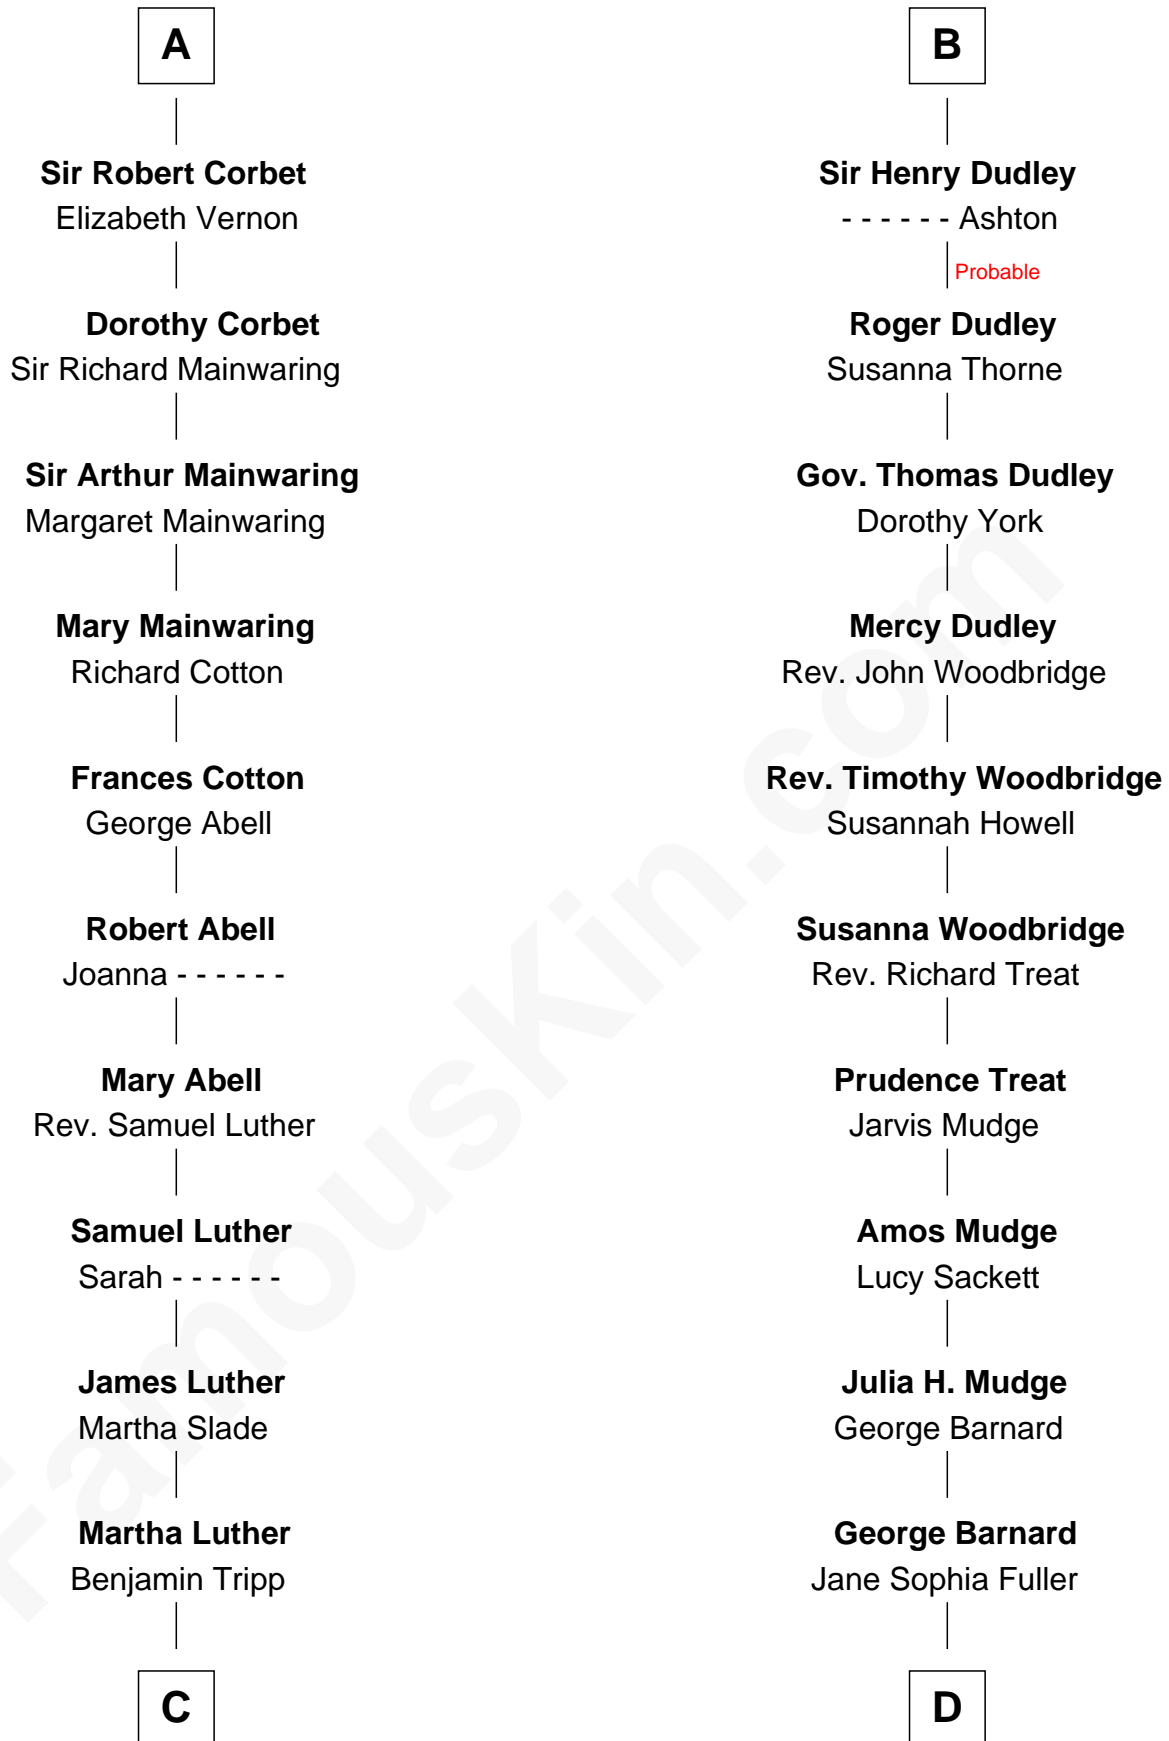 A
Sir Robert Corbet
Elizabeth Vernon
Dorothy Corbet
Sir Richard Mainwaring
Sir Arthur Mainwaring
Margaret Mainwaring
Mary Mainwaring
Richard Cotton
Frances Cotton
George Abell
Robert Abell
Joanna - - - - - -
Mary Abell
Rev. Samuel Luther
Samuel Luther
Sarah - - - - - -
James Luther
Martha Slade
Martha Luther
Benjamin Tripp
C
B
Sir Henry Dudley
- - - - - - Ashton
Probable
Roger Dudley
Susanna Thorne
Gov. Thomas Dudley
Dorothy York
Mercy Dudley
Rev. John Woodbridge
Rev. Timothy Woodbridge
Susannah Howell
Susanna Woodbridge
Rev. Richard Treat
Prudence Treat
Jarvis Mudge
Amos Mudge
Lucy Sackett
Julia H. Mudge
George Barnard
George Barnard
Jane Sophia Fuller
D
FamousKin.com